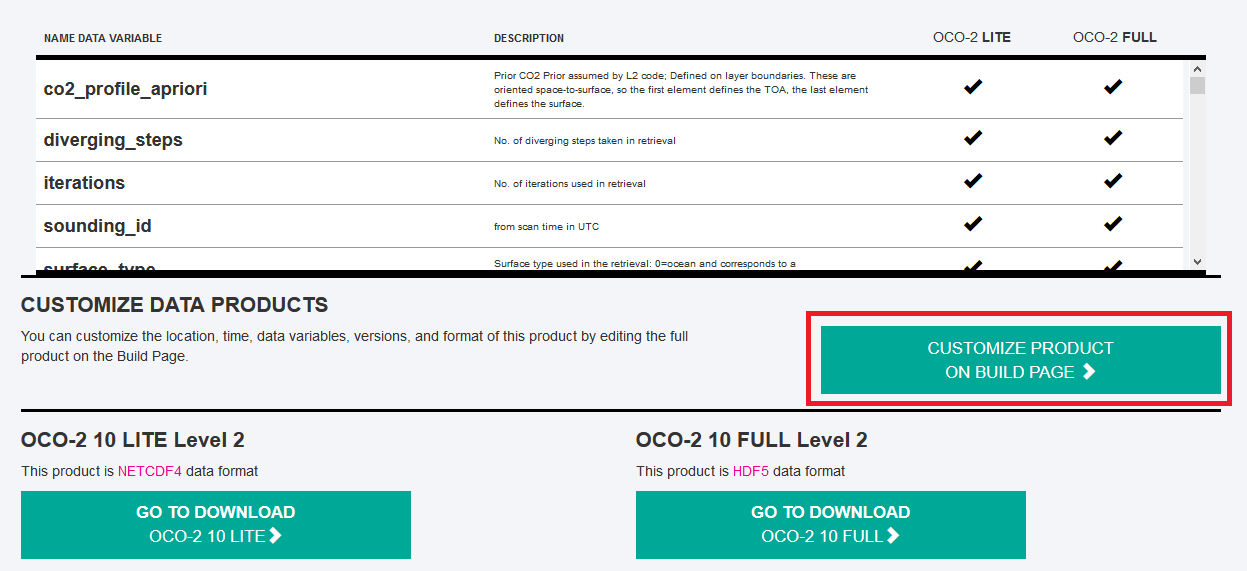 NAME DATA VARIABLE DESCRIPTION OCO-2 LITE OCO-2 FULL
co2_profile_apriori
Prior CO2 Prior assumed by L2 code; Defined on layer boundaries. These are
oriented space-to-surface, so the first element defines the TOA, the last element
defines the surface.
diverging_steps No. of diverging steps taken in retrieval
iterations No. of iterations used in retrieval
sounding_id from scan time in UTC
surface_type Surface type used in the retrieval: 0=ocean and corresponds to a
CUSTOMIZE DATA PRODUCTS
You can customize the location, time, data variables, versions, and format of this product by editing the full
product on the Build Page.
CUSTOMIZE PRODUCT
ON BUILD PAGE
OCO-2 10 LITE Level 2
This product is NETCDF4 data format
GO TO DOWNLOAD
OCO-2 10 LITE
OCO-2 10 FULL Level 2
This product is HDF5 data format
GO TO DOWNLOAD
OCO-2 10 FULL